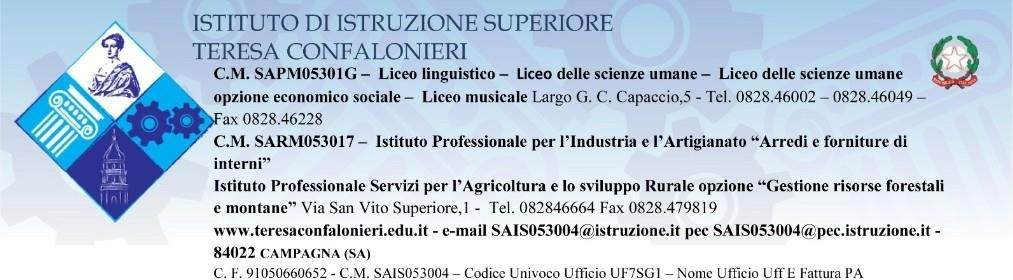 ISTITUTO DI ISTRUZIONE SUPERIORE
TERESA CONFALONIERI
C.M. SAPM05301G – Liceo linguistico – Liceo delle scienze umane – Liceo delle scienze umane
opzione economico sociale – Liceo musicale Largo G. C. Capaccio,5 - Tel. 0828.46002 – 0828.46049 –
Fax 0828.46228
C.M. SARM053017 – Istituto Professionale per l’Industria e l’Artigianato “Arredi e forniture di
interni”
Istituto Professionale Servizi per l’Agricoltura e lo sviluppo Rurale opzione “Gestione risorse forestali
e montane” Via San Vito Superiore,1 - Tel. 082846664 Fax 0828.479819
www.teresaconfalonieri.edu.it - e-mail SAIS053004@istruzione.it pec SAIS053004@pec.istruzione.it -
84022 CAMPAGNA (SA)
C. F. 91050660652 - C.M. SAIS053004 – Codice Univoco Ufficio UF7SG1 – Nome Ufficio Uff E Fattura PA